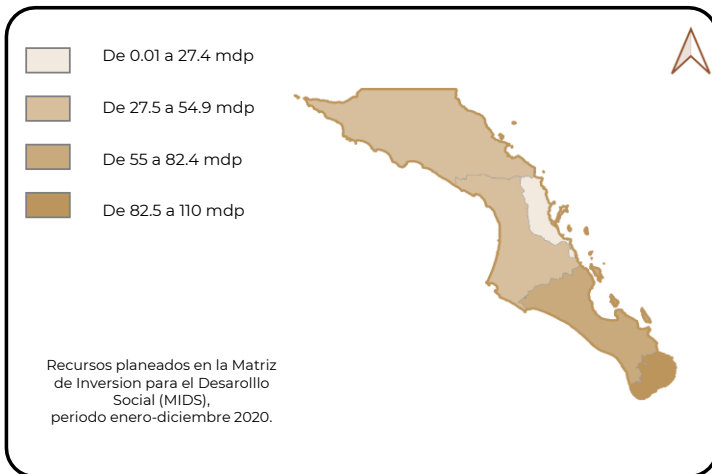 De 0.01 a 27.4 mdp
De 27.5 a 54.9 mdp
De 55 a 82.4 mdp
De 82.5 a 110 mdp
Recursos planeados en la Matriz
de Inversion para el Desarolllo
Social (MIDS),
periodo enero-diciembre 2020.